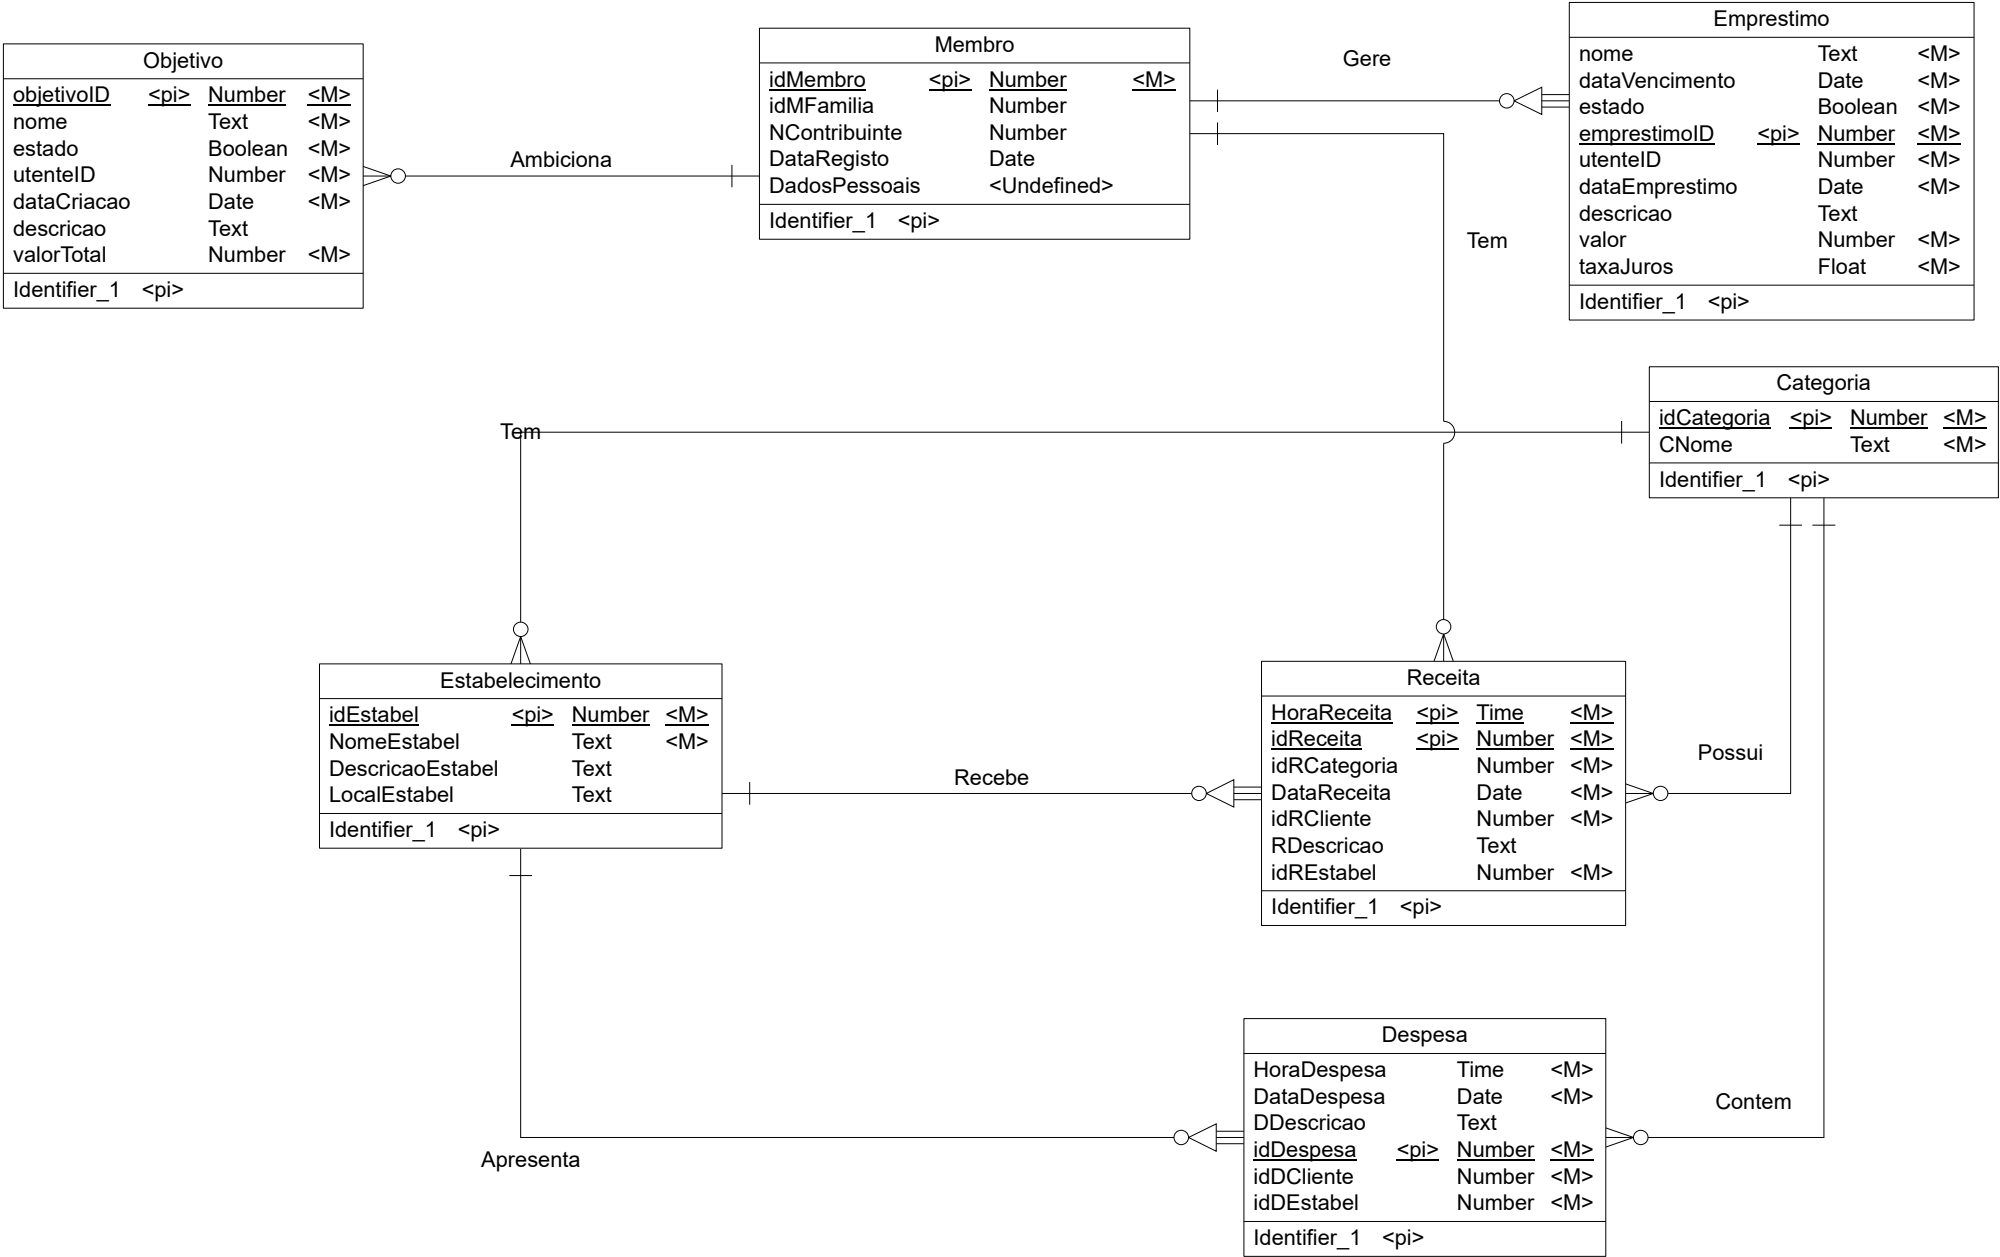 Objetivo
objetivoID <pi> Number <M>
nome Text <M>
estado Boolean <M>
utenteID Number <M>
dataCriacao Date <M>
descricao Text
valorTotal Number <M>
Identifier_1 <pi>
Ambiciona
Membro
idMembro <pi> Number <M>
idMFamilia Number
NContribuinte Number
DataRegisto Date
DadosPessoais <Undefined>
Identifier_1 <pi>
Gere
Emprestimo
nome Text <M>
dataVencimento Date <M>
estado Boolean <M>
emprestimoID <pi> Number <M>
utenteID Number <M>
dataEmprestimo Date <M>
descricao Text
valor Number <M>
taxaJuros Float <M>
Identifier_1 <pi>
Tem
Categoria
idCategoria <pi> Number <M>
CNome Text <M>
Identifier_1 <pi>
Tem
Estabelecimento
idEstabel <pi> Number <M>
NomeEstabel Text <M>
DescricaoEstabel Text
LocalEstabel Text
Identifier_1 <pi>
Recebe
Receita
HoraReceita <pi> Time <M>
idReceita <pi> Number <M>
idRCategoria Number <M>
DataReceita Date <M>
idRCliente Number <M>
RDescricao Text
idREstabel Number <M>
Identifier_1 <pi>
Possui
Despesa
HoraDespesa Time <M>
DataDespesa Date <M>
DDescricao Text
idDespesa <pi> Number <M>
idDCliente Number <M>
idDEstabel Number <M>
Identifier_1 <pi>
Contem
Apresenta